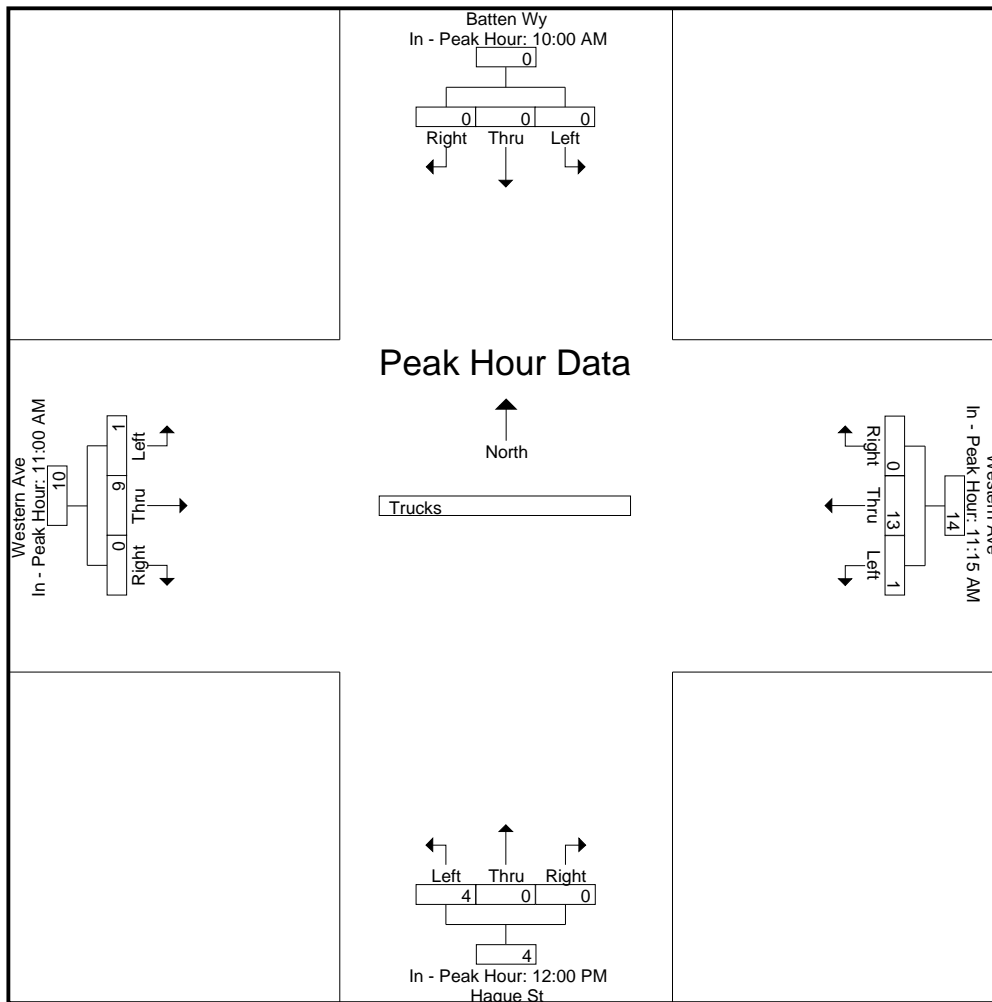 Batten Wy
In - Peak Hour: 10:00 AM
0
0 0 0
Right Thru Left
Peak Hour Data
North
Trucks
Western Ave
In - Peak Hour: 11:00 AM
10
1 9 0
Left Thru Right
Western Ave
In - Peak Hour: 11:15 AM
14
0 13 1
Right Thru Left
Left Thru Right
4 0 0
4
In - Peak Hour: 12:00 PM
Hague St